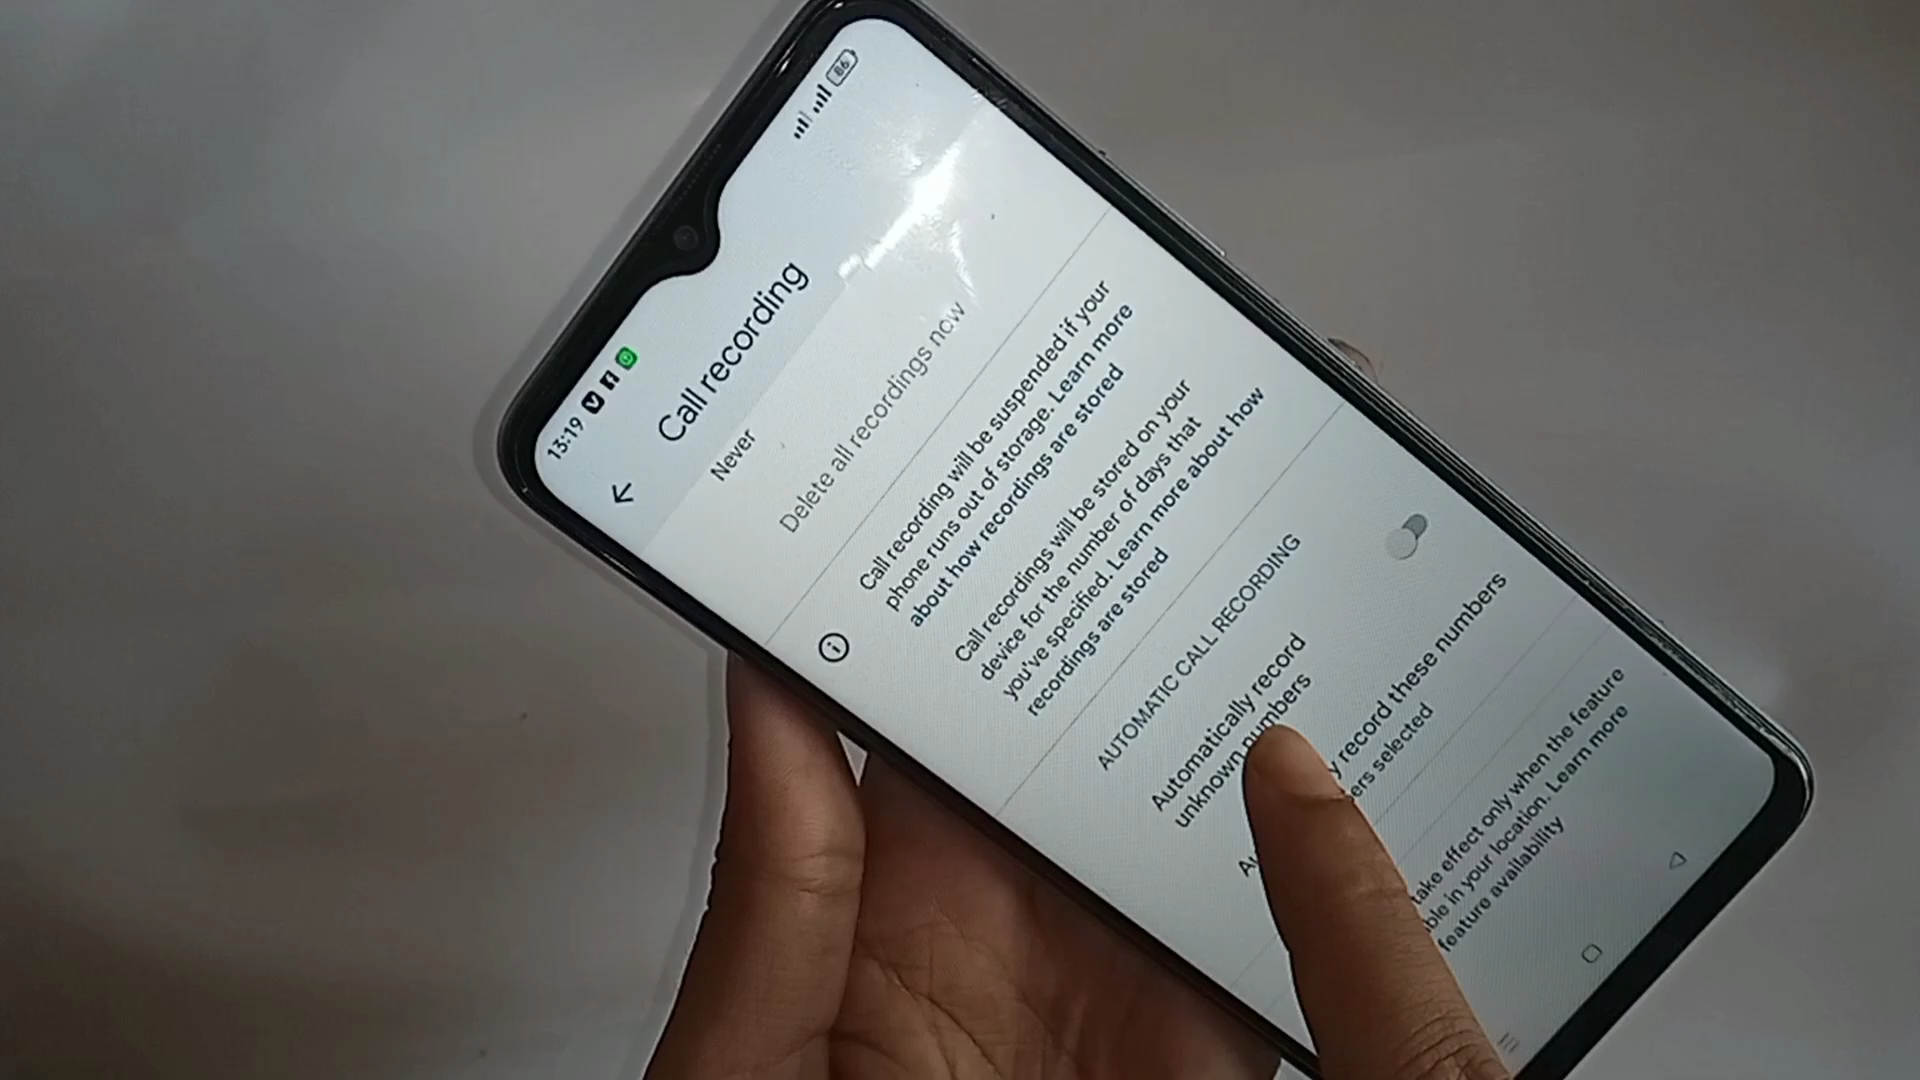 13:19
86
Call recording
Never
Delete all recordings now
Call recording will be suspended if your
phone runs out of storage. Learn more
about how recordings are stored
Call recordings will be stored on your
device for the number of days that
you've specified. Learn more about how
recordings are stored
AUTOMATIC CALL RECORDING
Automatically record
unknown numbers
record these numbers
selected
take effect only when the feature
in your location. Learn more
feature availability